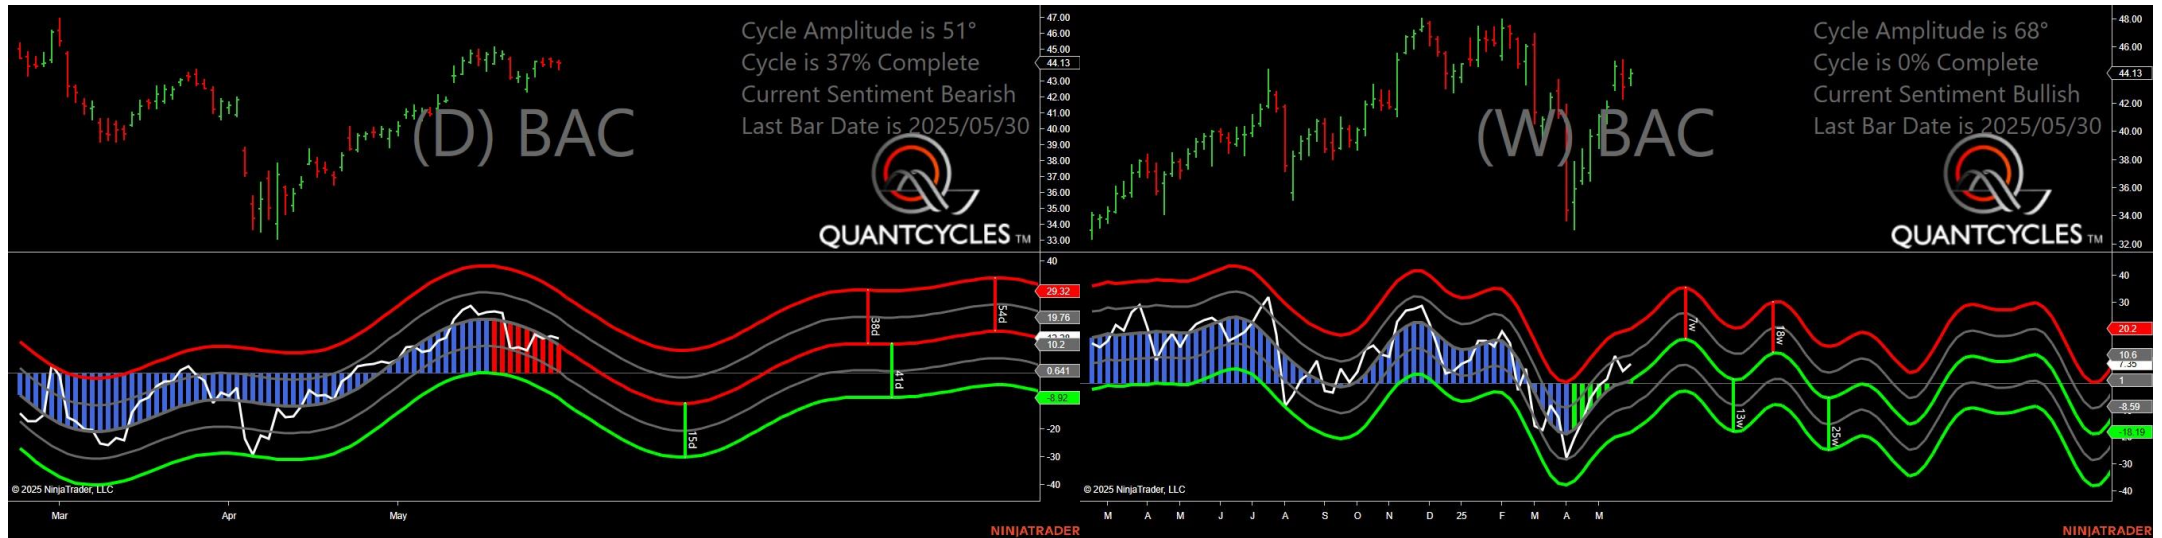 Cycle Amplitude is 51°
Cycle is 37% Complete
Current Sentiment Bearish
Last Bar Date is 2025/05/30
(D) BAC
QUANTCYCLES TM
47.00
46.00
45.00
44.13
43.00
42.00
41.00
40.00
39.00
38.00
37.00
36.00
35.00
34.00
33.00
40
29.32
19.76
10.2
0.641
-8.92
-20
-30
-40
38d
54d
41d
15d
© 2025 NinjaTrader, LLC
Mar
Apr
May
NINJATRADER
Cycle Amplitude is 68°
Cycle is 0% Complete
Current Sentiment Bullish
Last Bar Date is 2025/05/30
(W) BAC
QUANTCYCLES TM
48.00
46.00
44.13
42.00
40.00
38.00
36.00
34.00
32.00
40
30
20.2
10.6
7.35
1
-8.59
-18.19
-30
-40
7w
18w
13w
25w
© 2025 NinjaTrader, LLC
M A M J J A S O N D 25 F M A M
NINJATRADER